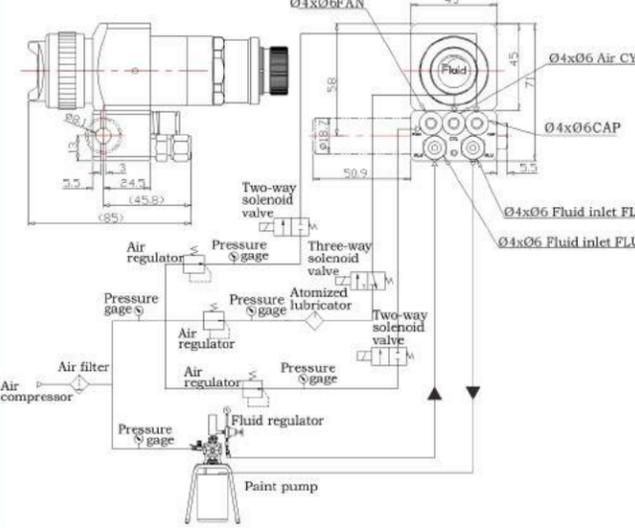 Ø4xØ6FAN
45
Fluid
45
71
58
Ø4xØ6 Air CY
Ø4xØ6CAP
Ø8.1
13
3
5.5
24.5
(45.8)
(85)
Ø18.7
50.9
5.5
Ø4xØ6 Fluid inlet FL
Ø4xØ6 Fluid inlet FLU
Two-way
solenoid
valve
Air
regulator
Pressure
gage
Three-way
solenoid
valve
Pressure
gage
Pressure
gage
Atomized
lubricator
Air
regulator
Two-way
solenoid
valve
Air filter
Air
regulator
Pressure
gage
Air
compressor
Pressure
gage
Fluid regulator
Paint pump